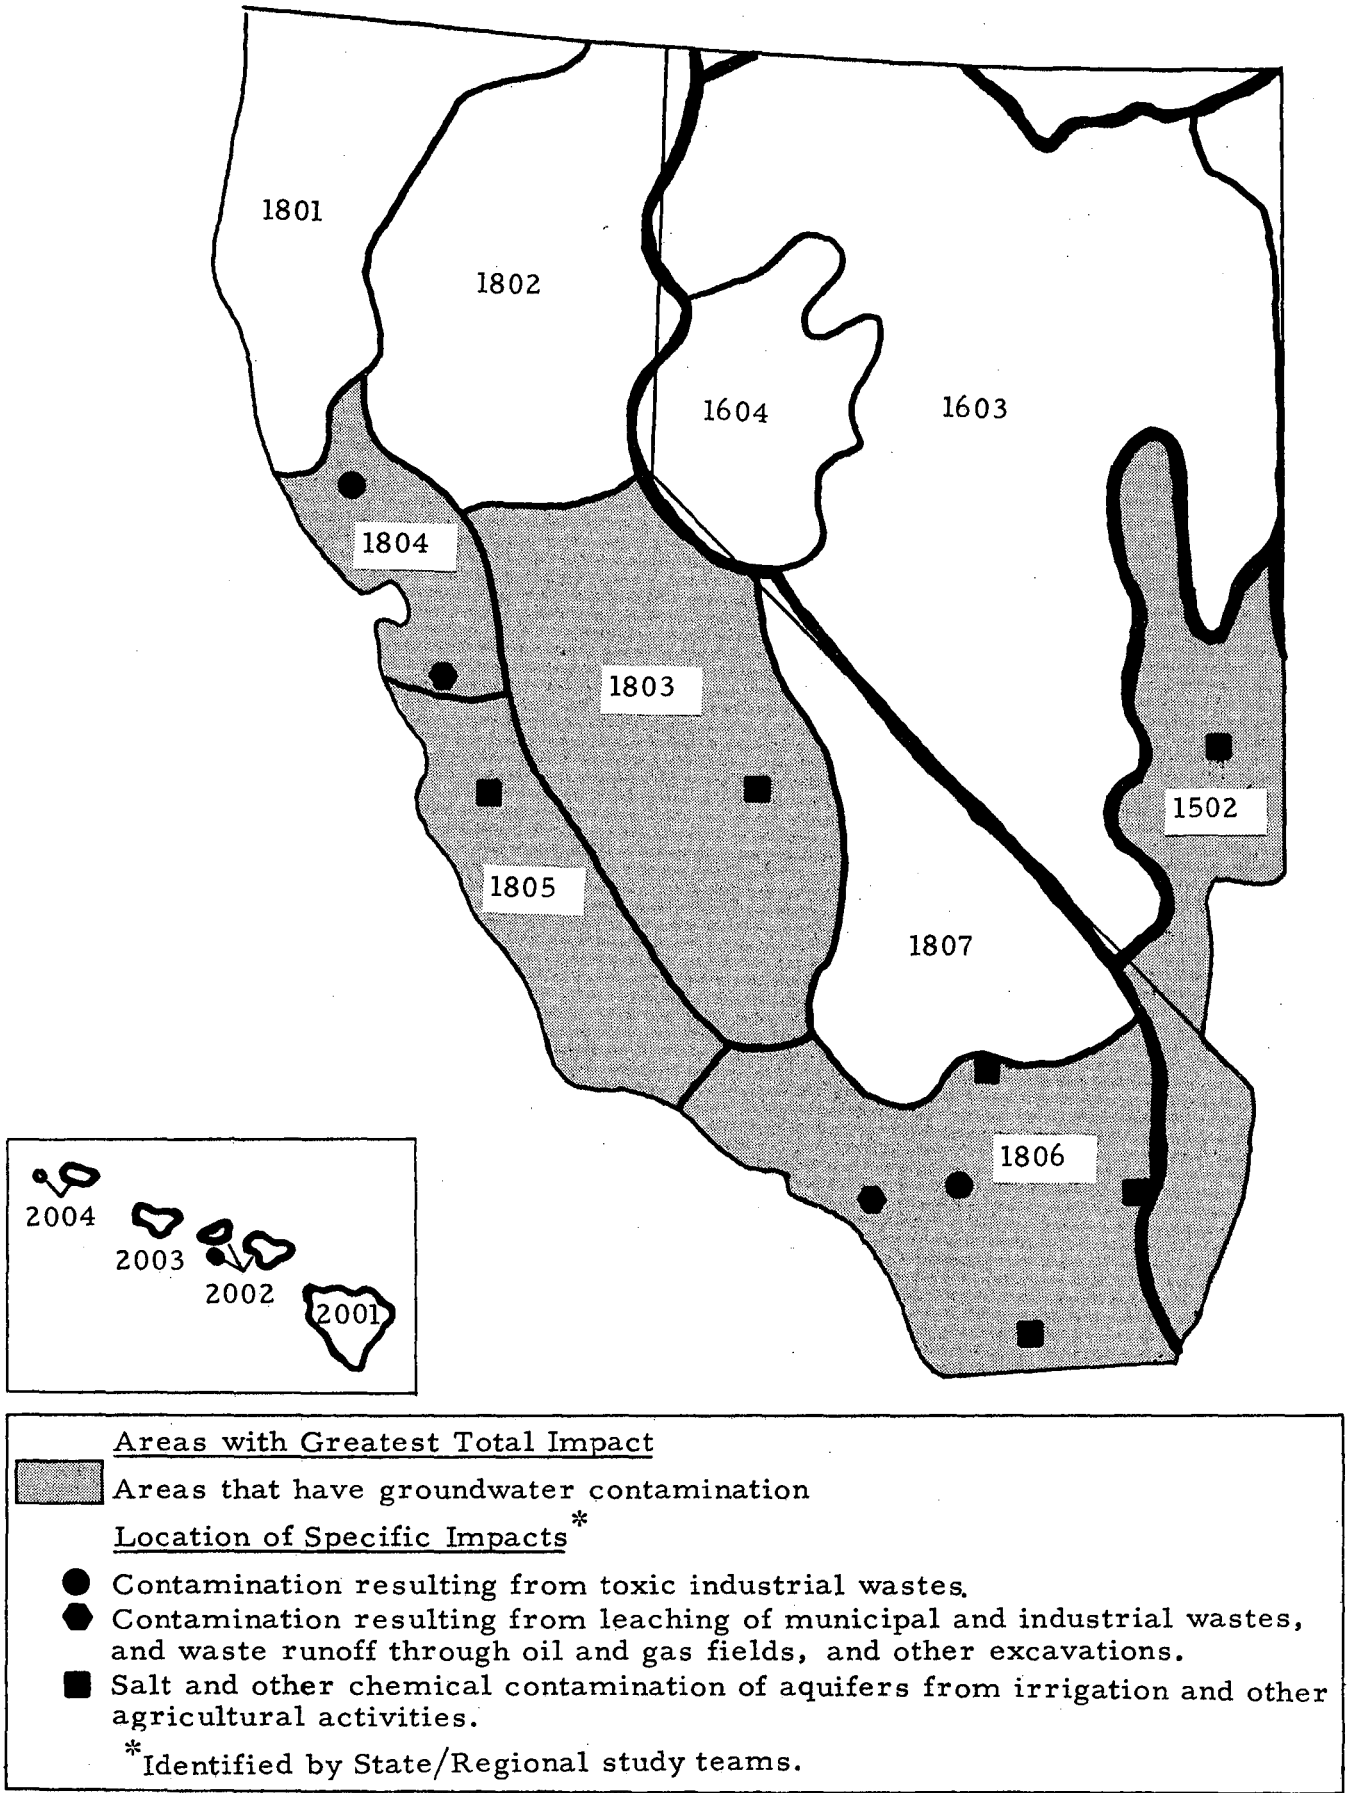 1801
1802
1604
1603
1804
1803
1502
1805
1807
1806
2004
2003
2002
2001
Areas with Greatest Total Impact
Areas that have groundwater contamination
Location of Specific Impacts*
Contamination resulting from toxic industrial wastes.
Contamination resulting from leaching of municipal and industrial wastes,
and waste runoff through oil and gas fields, and other excavations.
Salt and other chemical contamination of aquifers from irrigation and other
agricultural activities.
*Identified by State/Regional study teams.